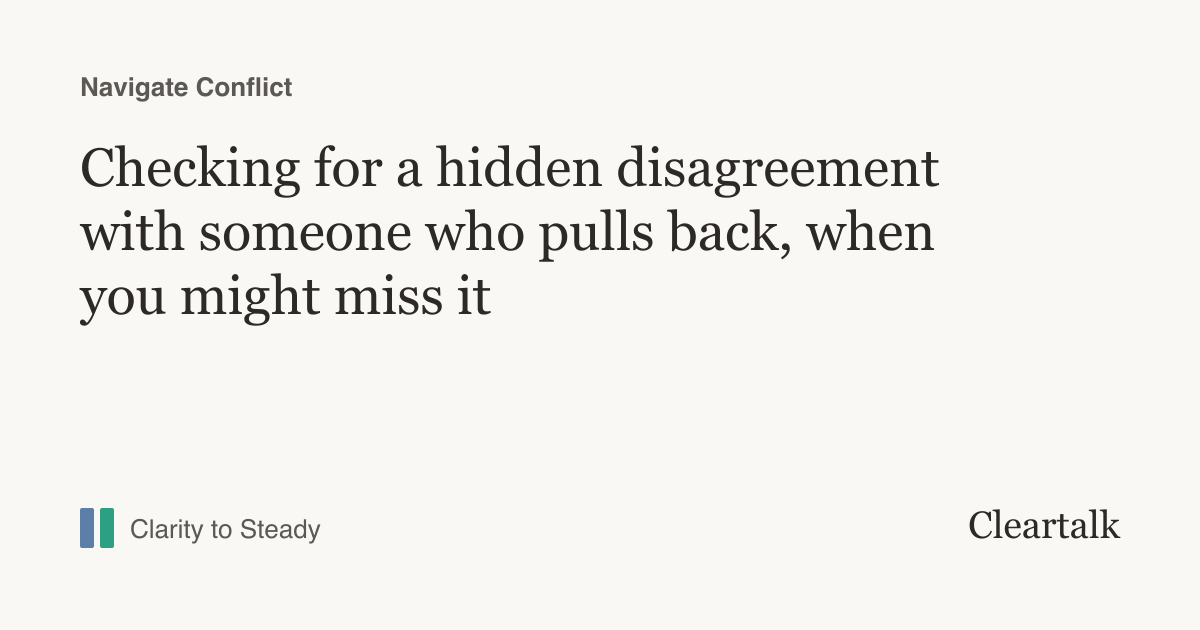 Navigate Conflict
Checking for a hidden disagreement
with someone who pulls back, when
you might miss it
Clarity to Steady
Cleartalk